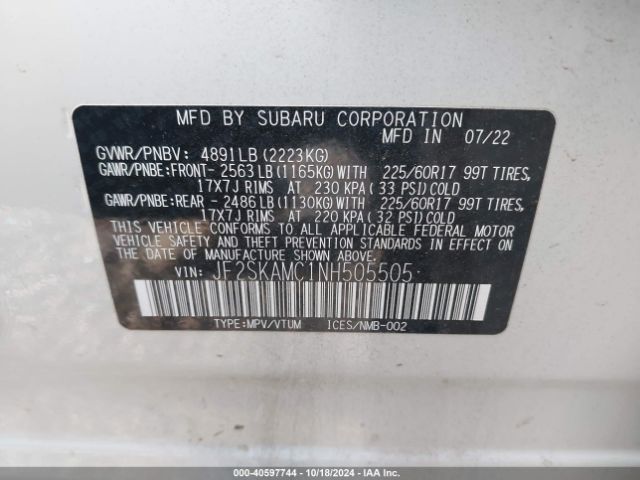 MFD BY SUBARU CORPORATION
MFD IN 07/22
GVWR/PNBV: 4891LB (2223KG)
GAWR/PNBE:FRONT- 2563 LB (1165KG) WITH 225/60R17 99T TIRES,
17X7J RIMS AT 230 KPA ( 33 PSI) COLD
GAWR/PNBE:REAR - 2486 LB (1130KG) WITH 225/60R17 99T TIRES,
17X7J RIMS AT 220 KPA ( 32 PSI) COLD
THIS VEHICLE CONFORMS TO ALL APPLICABLE FEDERAL MOTOR
VEHICLE SAFETY AND THEFT PREVENTION STANDARDS IN EFFECT ON
THE DATE OF MANUFACTURE SHOWN ABOVE.
VIN: JF2SKAMC1NH505505
TYPE:MPV/VTUM ICES/NMB-002
000-40597744 - 10/18/2024 - IAA Inc.